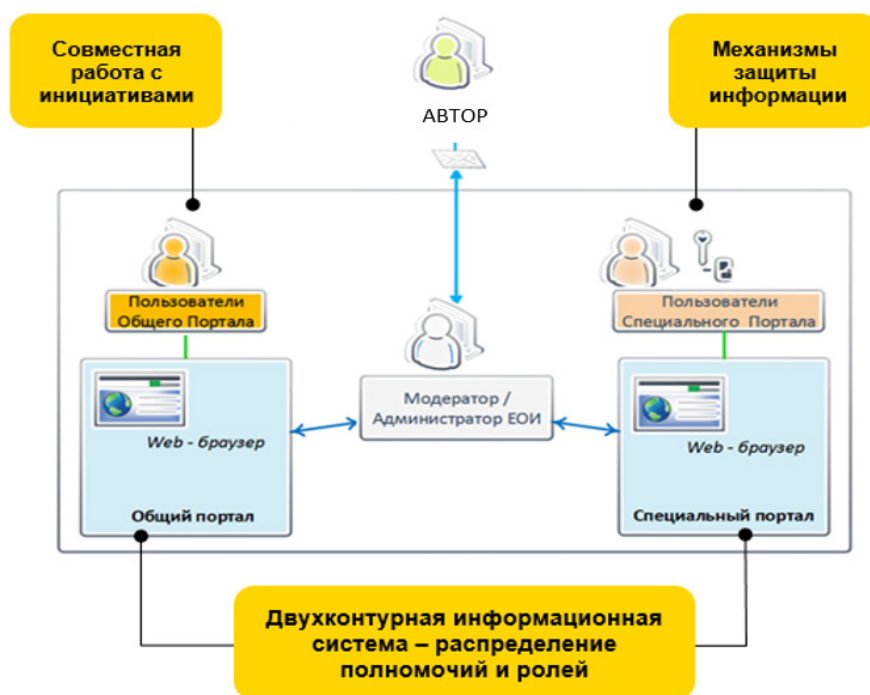 Совместная
работа с
инициативами
АВТОР
Механизмы
защиты
информации
Пользователи
Общего Портала
Пользователи
Специального Портала
Модератор /
Администратор ЕОИ
Web - браузер
Общий портал
Web - браузер
Специальный портал
Двухконтурная информационная
система – распределение
полномочий и ролей